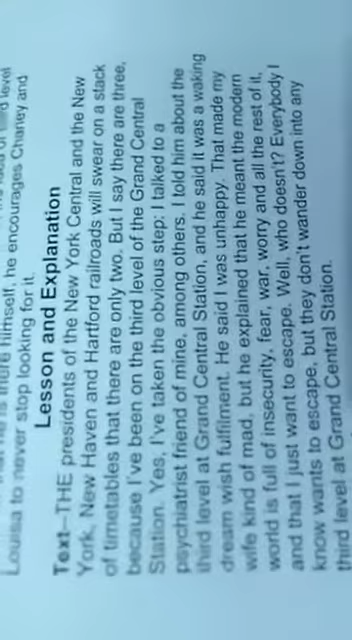 is there himself, he encourages Charley and
Louisa to never stop looking for it.
Lesson and Explanation
Text–THE presidents of the New York Central and the New
York, New Haven and Hartford railroads will swear on a stack
of timetables that there are only two. But I say there are three,
because I've been on the third level of the Grand Central
Station. Yes, I've taken the obvious step: I talked to a
psychiatrist friend of mine, among others. I told him about the
third level at Grand Central Station, and he said it was a waking
dream wish fulfilment. He said I was unhappy. That made my
wife kind of mad, but he explained that he meant the modern
world is full of insecurity, fear, war, worry and all the rest of it,
and that I just want to escape. Well, who doesn't? Everybody I
know wants to escape, but they don't wander down into any
third level at Grand Central Station.